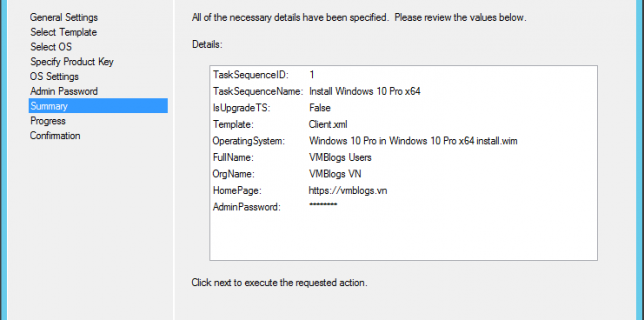 General Settings
Select Template
Select OS
Specify Product Key
OS Settings
Admin Password
Summary
Progress
Confirmation
All of the necessary details have been specified. Please review the values below.
Details:
TaskSequenceID: 1
TaskSequenceName: Install Windows 10 Pro x64
IsUpgradeTS: False
Template: Client.xml
OperatingSystem: Windows 10 Pro in Windows 10 Pro x64 install.wim
FullName: VMBlogs Users
OrgName: VMBlogs VN
HomePage: https://vmblogs.vn
AdminPassword: ********
Click next to execute the requested action.